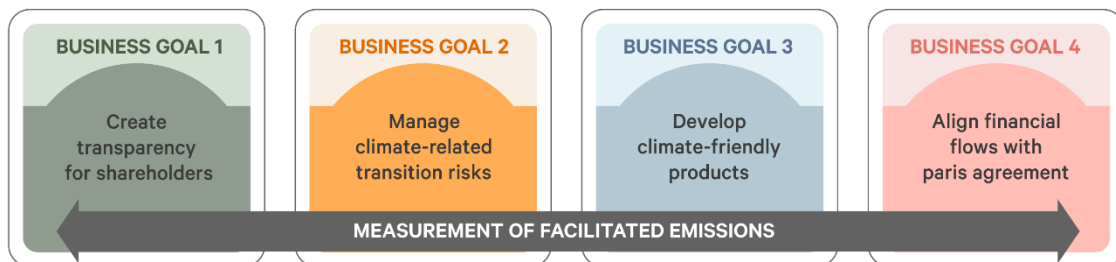 BUSINESS GOAL 1
Create
transparency
for shareholders
BUSINESS GOAL 2
Manage
climate-related
transition risks
BUSINESS GOAL 3
Develop
climate-friendly
products
BUSINESS GOAL 4
Align financial
flows with
paris agreement
MEASUREMENT OF FACILITATED EMISSIONS